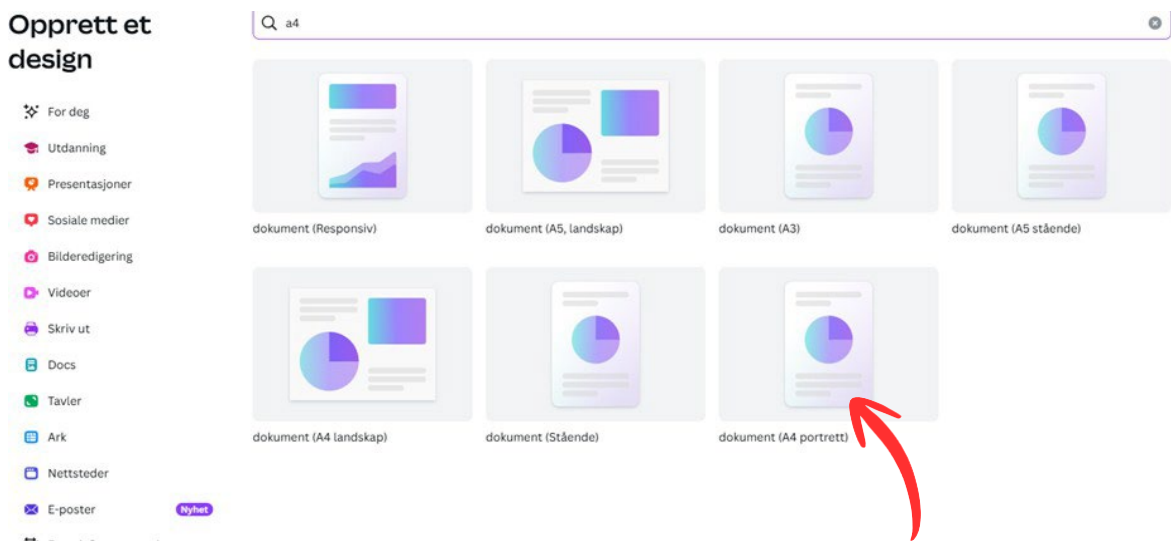 Opprett et
design
For deg
Utdanning
Presentasjoner
Sosiale medier
Bilderedigering
Videoer
Skriv ut
Docs
Tavler
Ark
Nettsteder
E-poster Nyhet
a4
dokument (Responsiv)
dokument (A5, landskap)
dokument (A3)
dokument (A5 stående)
dokument (A4 landskap)
dokument (Stående)
dokument (A4 portrett)